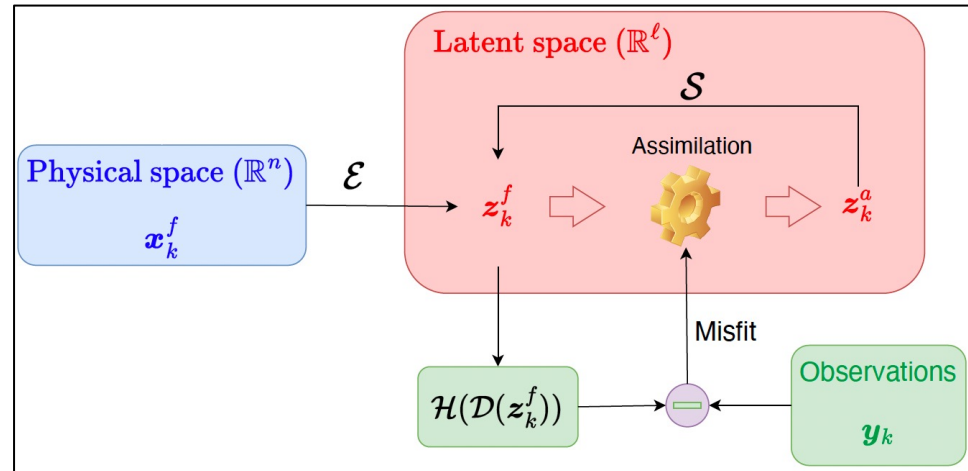 Latent space (ℝ^ℓ)
𝒮
Assimilation
Physical space (ℝ^n)
ℰ
x_k^f
z_k^f
z_k^a
Misfit
ℋ(𝒟(z_k^f))
Observations
y_k